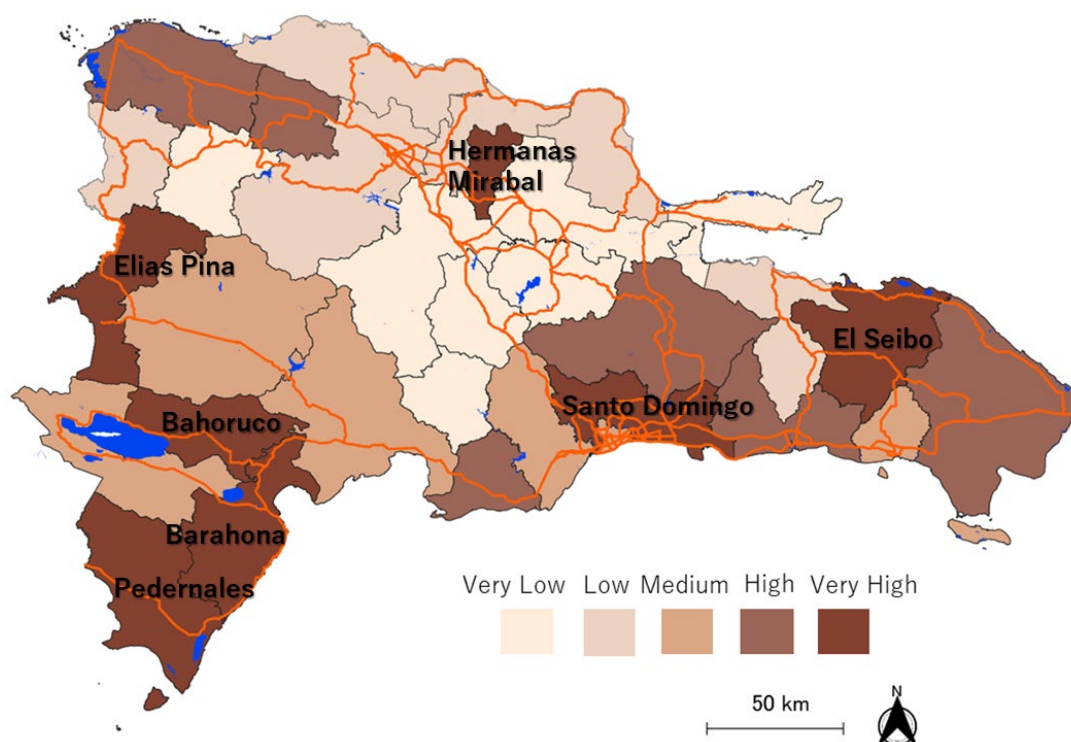 Hermanas
Mirabal
Elias Pina
El Seibo
Santo Domingo
Bahoruco
Barahona
Pedernales
Very Low Low Medium High Very High
50 km
N